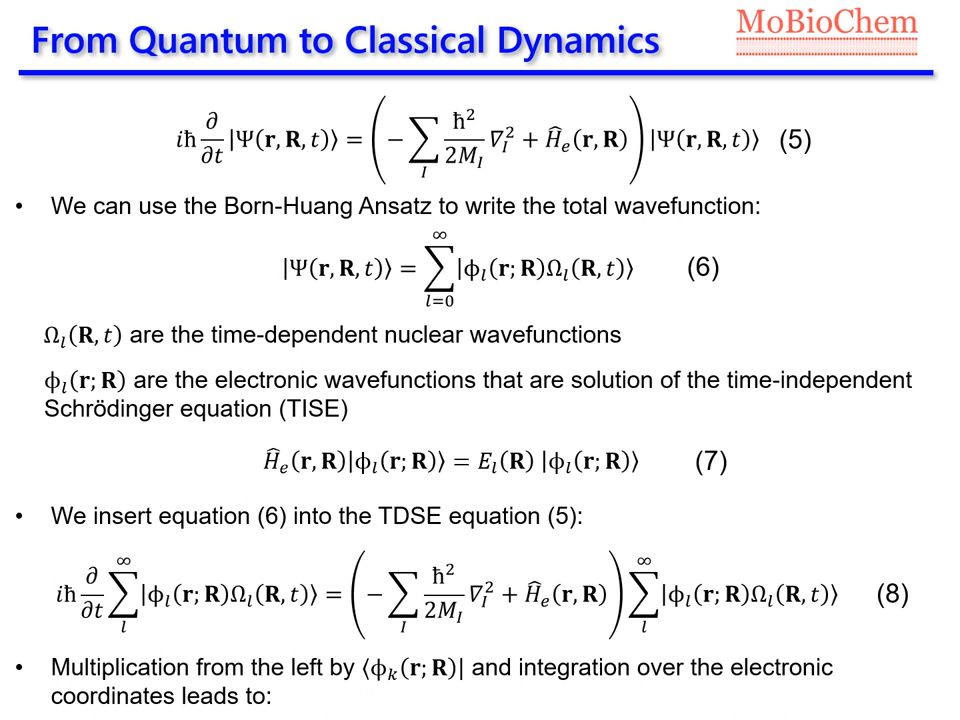 From Quantum to Classical Dynamics
MoBioChem
iħ ∂/∂t |Ψ(𝐫, 𝐑, t)⟩ = (− ∑_I ħ²/2M_I ∇_I² + Ĥ_e(𝐫, 𝐑)) |Ψ(𝐫, 𝐑, t)⟩ (5)
• We can use the Born-Huang Ansatz to write the total wavefunction:
|Ψ(𝐫, 𝐑, t)⟩ = ∑_{l=0}^{∞} |ϕ_l(𝐫; 𝐑)Ω_l(𝐑, t)⟩ (6)
Ω_l(𝐑, t) are the time-dependent nuclear wavefunctions
ϕ_l(𝐫; 𝐑) are the electronic wavefunctions that are solution of the time-independent
Schrödinger equation (TISE)
Ĥ_e(𝐫, 𝐑)|ϕ_l(𝐫; 𝐑)⟩ = E_l(𝐑) |ϕ_l(𝐫; 𝐑)⟩ (7)
• We insert equation (6) into the TDSE equation (5):
iħ ∂/∂t ∑_l^∞ |ϕ_l(𝐫; 𝐑)Ω_l(𝐑, t)⟩ = (− ∑_I ħ²/2M_I ∇_I² + Ĥ_e(𝐫, 𝐑)) ∑_l^∞ |ϕ_l(𝐫; 𝐑)Ω_l(𝐑, t)⟩ (8)
• Multiplication from the left by ⟨ϕ_k(𝐫; 𝐑)| and integration over the electronic
coordinates leads to: